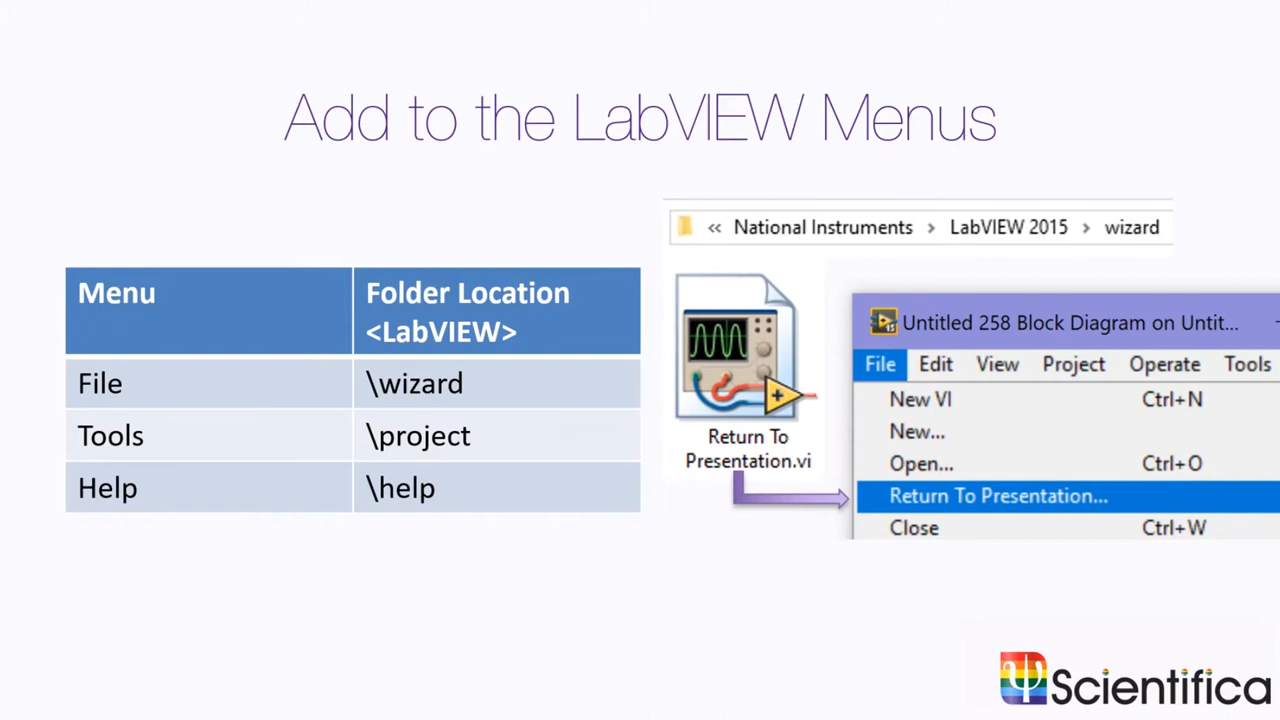 Add to the LabVIEW Menus
Menu
Folder Location
<LabVIEW>
File
\wizard
Tools
\project
Help
\help
« National Instruments > LabVIEW 2015 > wizard
Return To
Presentation.vi
Untitled 258 Block Diagram on Untit...
File Edit View Project Operate Tools
New VI Ctrl+N
New...
Open... Ctrl+O
Return To Presentation...
Close Ctrl+W
Scientifica